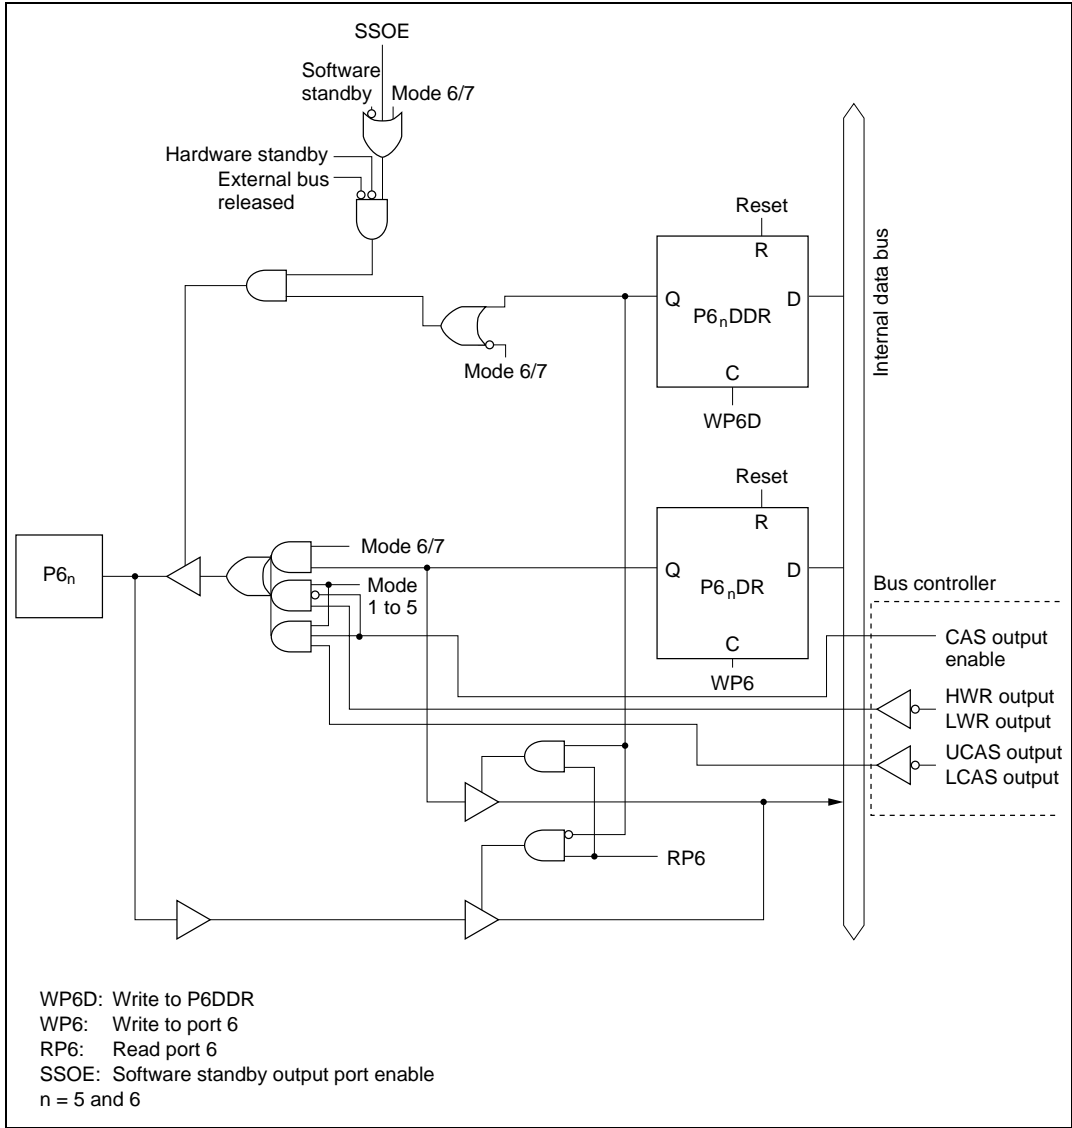 SSOE
Software
standby
Mode 6/7
Hardware standby
External bus
released
Reset
R
Q
D
P6nDDR
C
WP6D
Mode 6/7
Internal data bus
Reset
R
Q
D
P6nDR
C
WP6
P6n
Mode 6/7
Mode
1 to 5
Bus controller
CAS output
enable
HWR output
LWR output
UCAS output
LCAS output
RP6
WP6D: Write to P6DDR
WP6: Write to port 6
RP6: Read port 6
SSOE: Software standby output port enable
n = 5 and 6